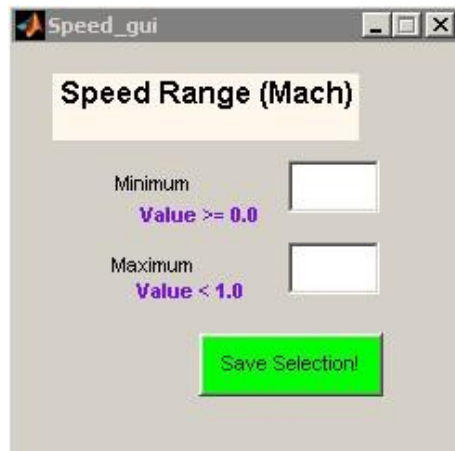 Speed_gui
Speed Range (Mach)
Minimum
Value >= 0.0
Maximum
Value < 1.0
Save Selection!